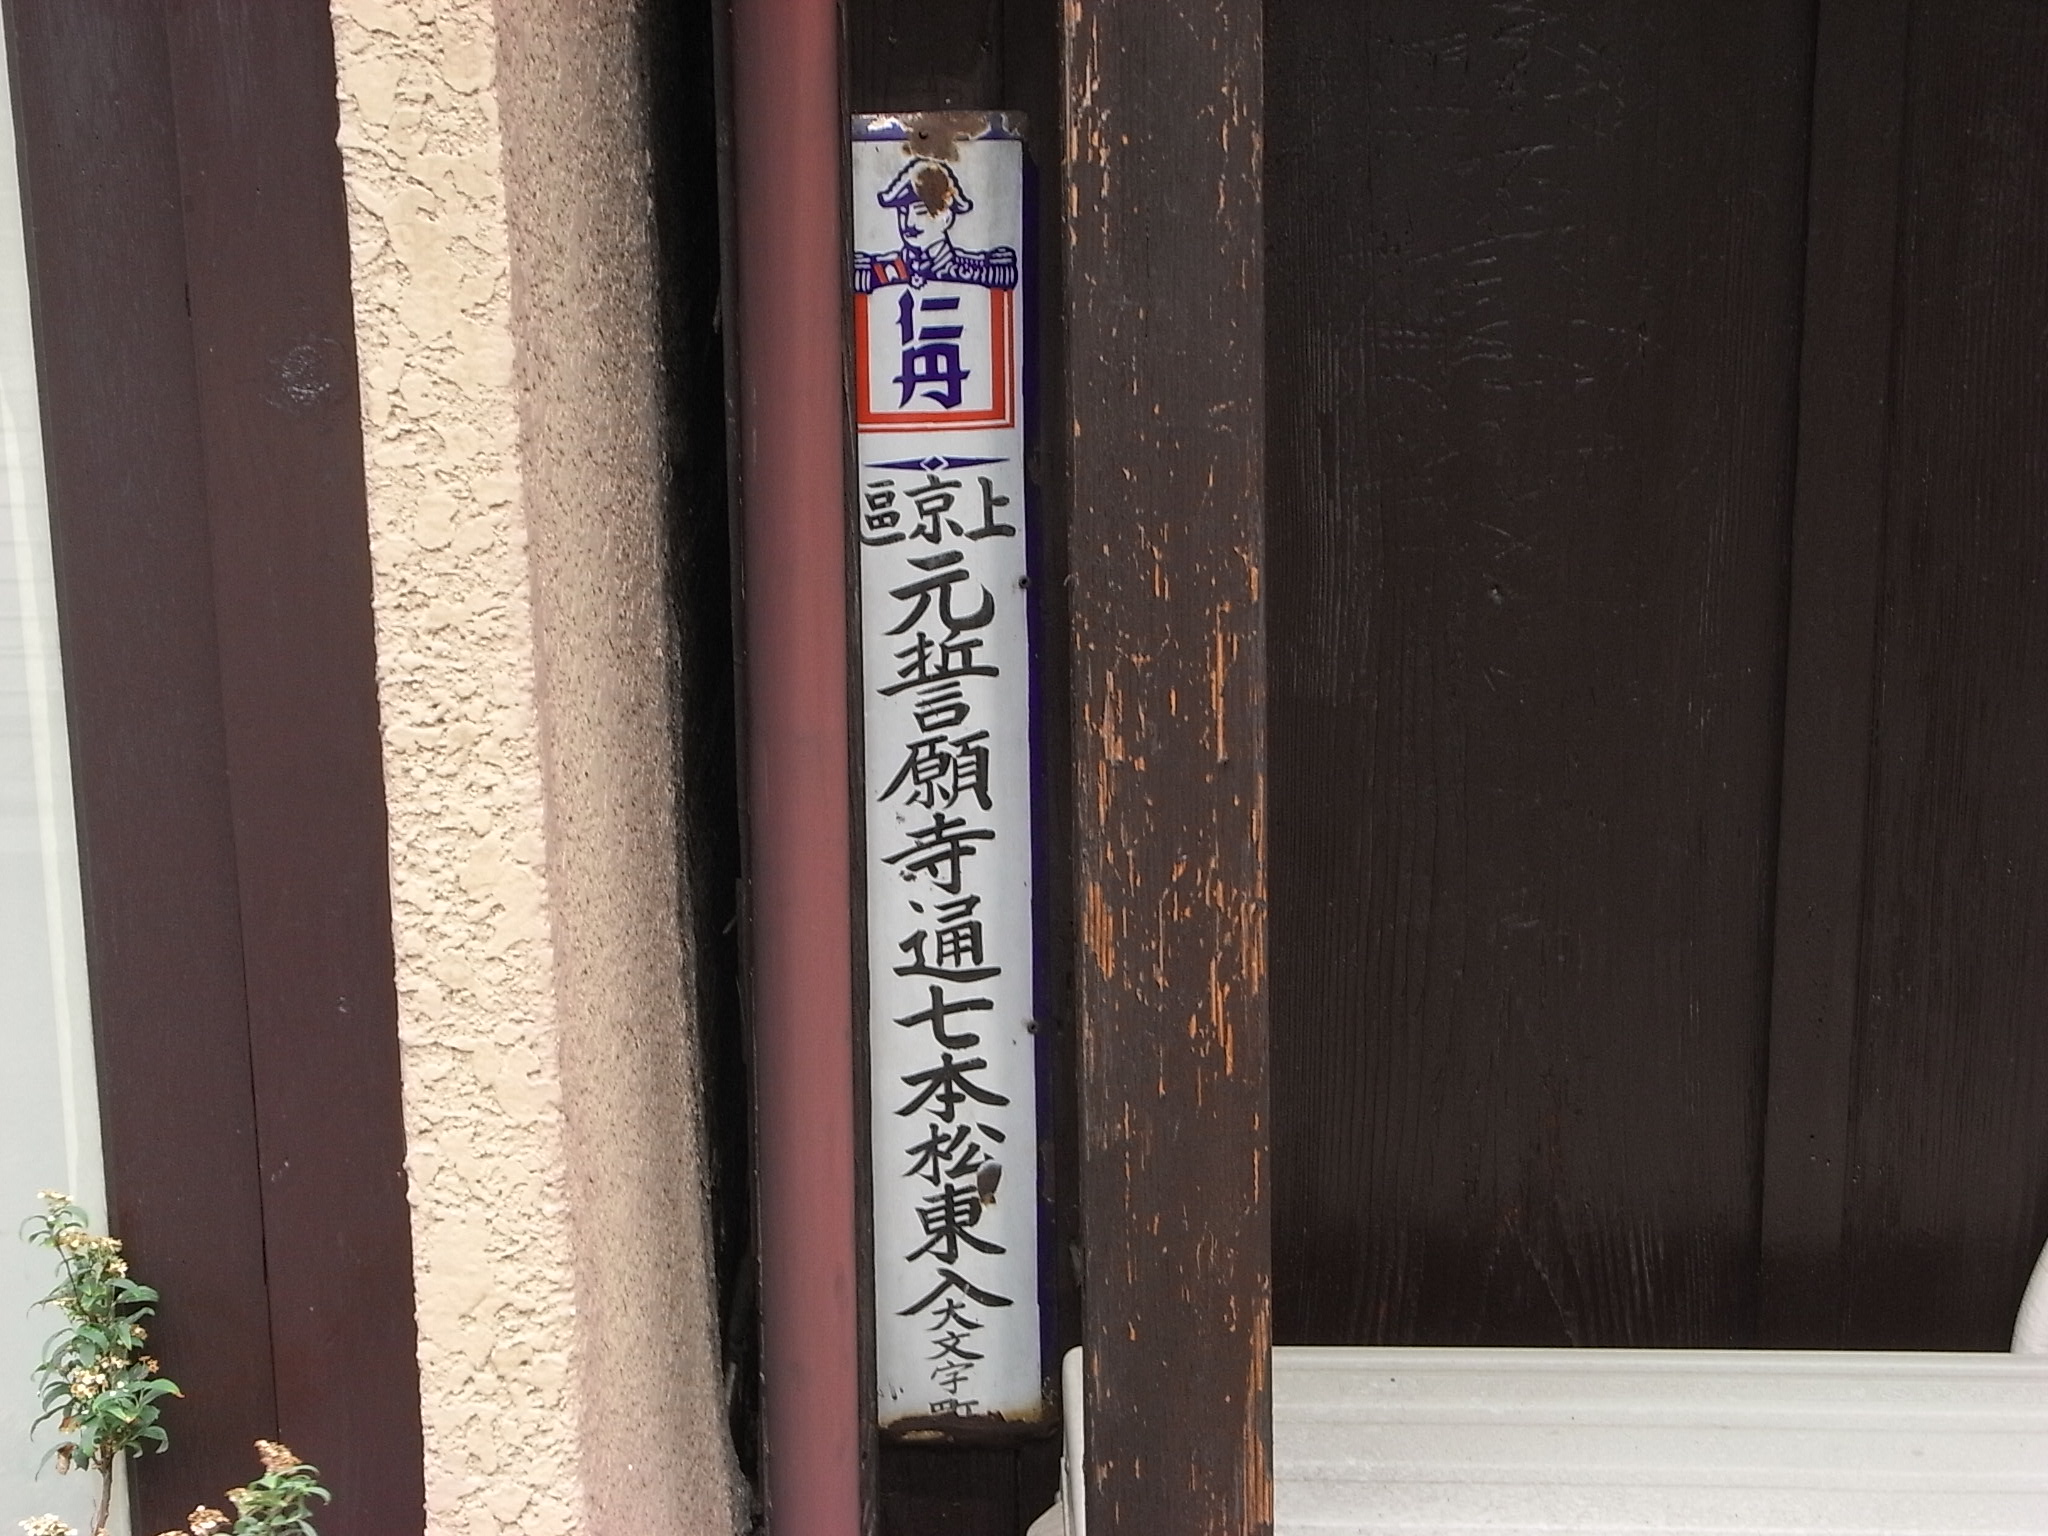 仁丹
上京區
元誓願寺通七本松東入
大文字町